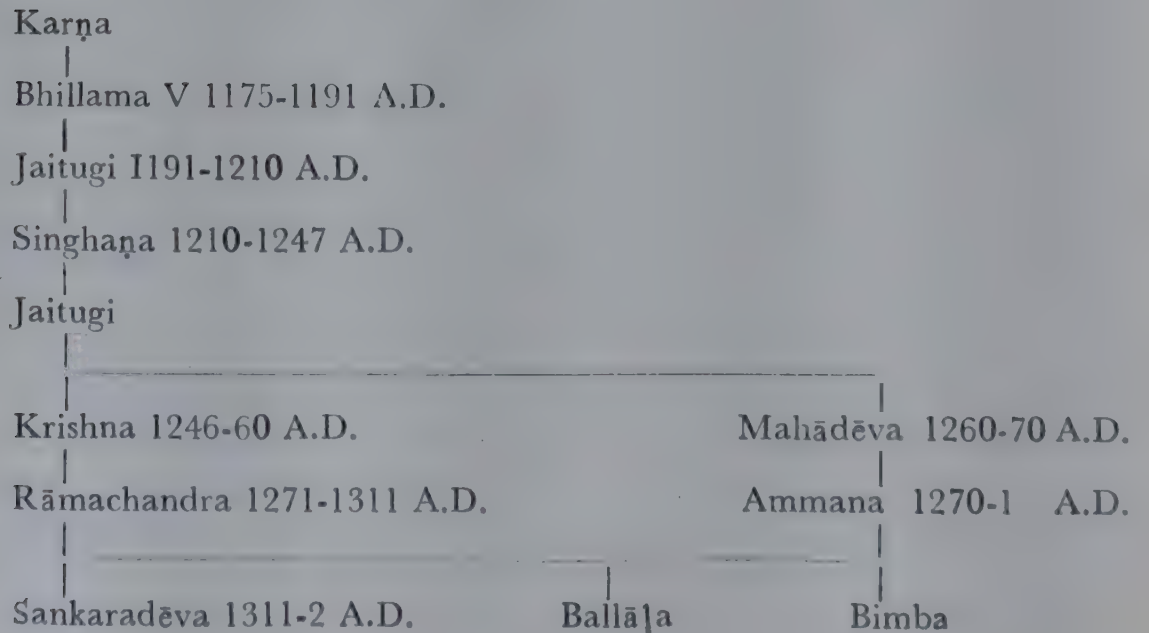 Karṇa
Bhillama V 1175-1191 A.D.
Jaitugi I191-1210 A.D.
Singhaṇa 1210-1247 A.D.
Jaitugi
Krishna 1246-60 A.D. Mahādēva 1260-70 A.D.
Rāmachandra 1271-1311 A.D. Ammana 1270-1 A.D.
Śankaradēva 1311-2 A.D. Ballāḷa Bimba